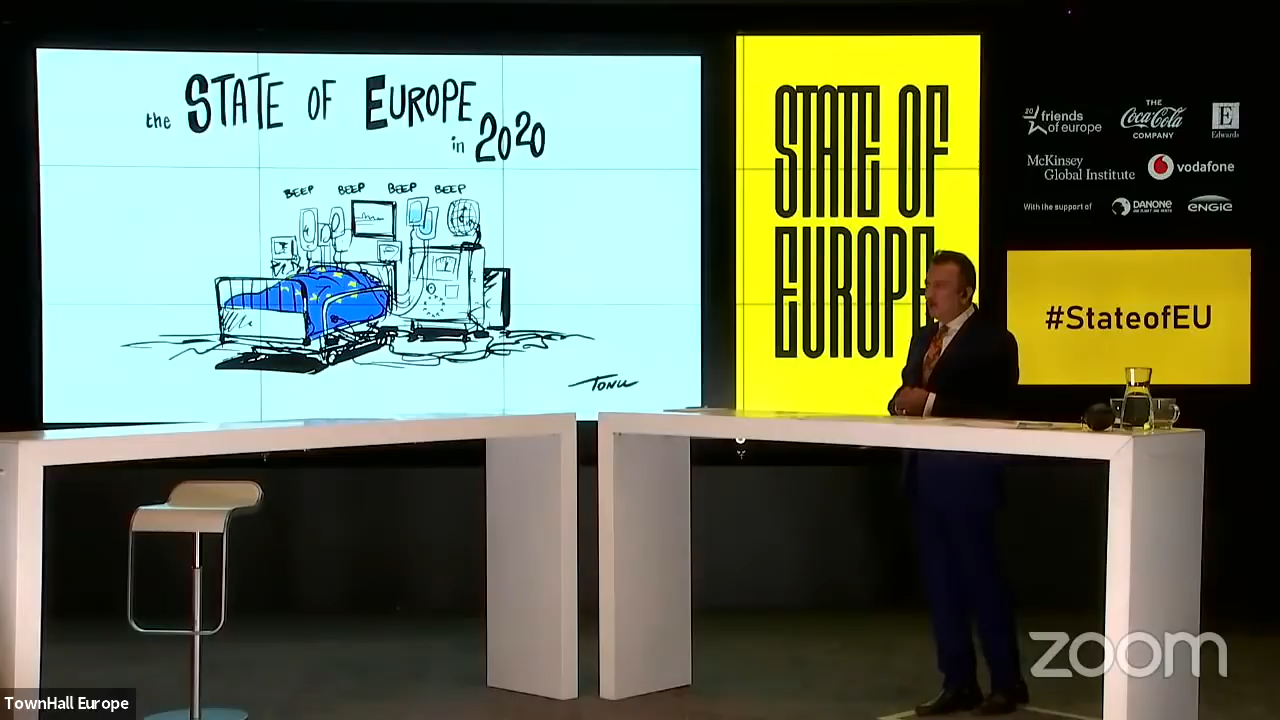 the STATE OF EUROPE
in 2020
BEEP BEEP BEEP BEEP
TONU
STATE OF
EUROPE
20 friends
of europe
THE
Coca-Cola
COMPANY
E
Edwards
McKinsey
Global Institute
vodafone
With the support of
DANONE
ENGIE
#StateofEU
zoom
TownHall Europe